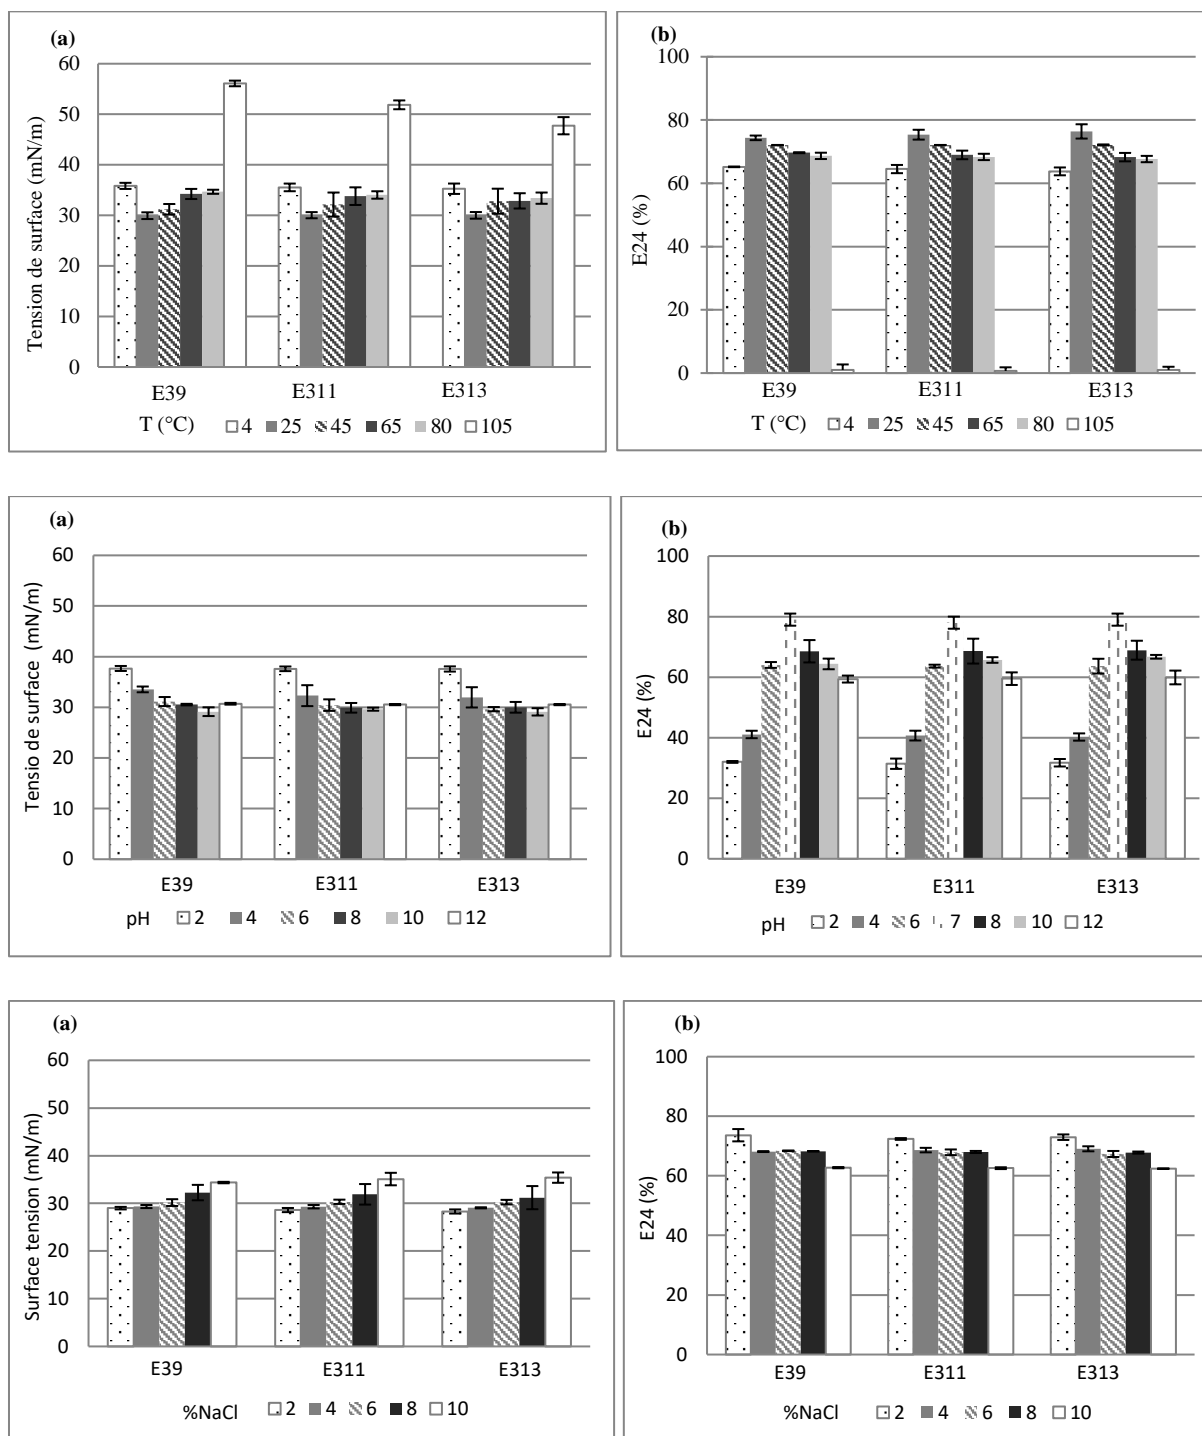 (a)
60
50
40
30
20
10
0
Tension de surface (mN/m)
E39 E311 E313
T (°C) 4 25 45 65 80 105
(b)
100
80
60
40
20
0
E24 (%)
E39 E311 E313
T (°C) 4 25 45 65 80 105
(a)
60
50
40
30
20
10
0
Tensio de surface (mN/m)
E39 E311 E313
pH 2 4 6 8 10 12
(b)
100
80
60
40
20
0
E24 (%)
E39 E311 E313
pH 2 4 6 7 8 10 12
(a)
60
50
40
30
20
10
0
Surface tension (mN/m)
E39 E311 E313
%NaCl 2 4 6 8 10
(b)
100
80
60
40
20
0
E24 (%)
E39 E311 E313
%NaCl 2 4 6 8 10